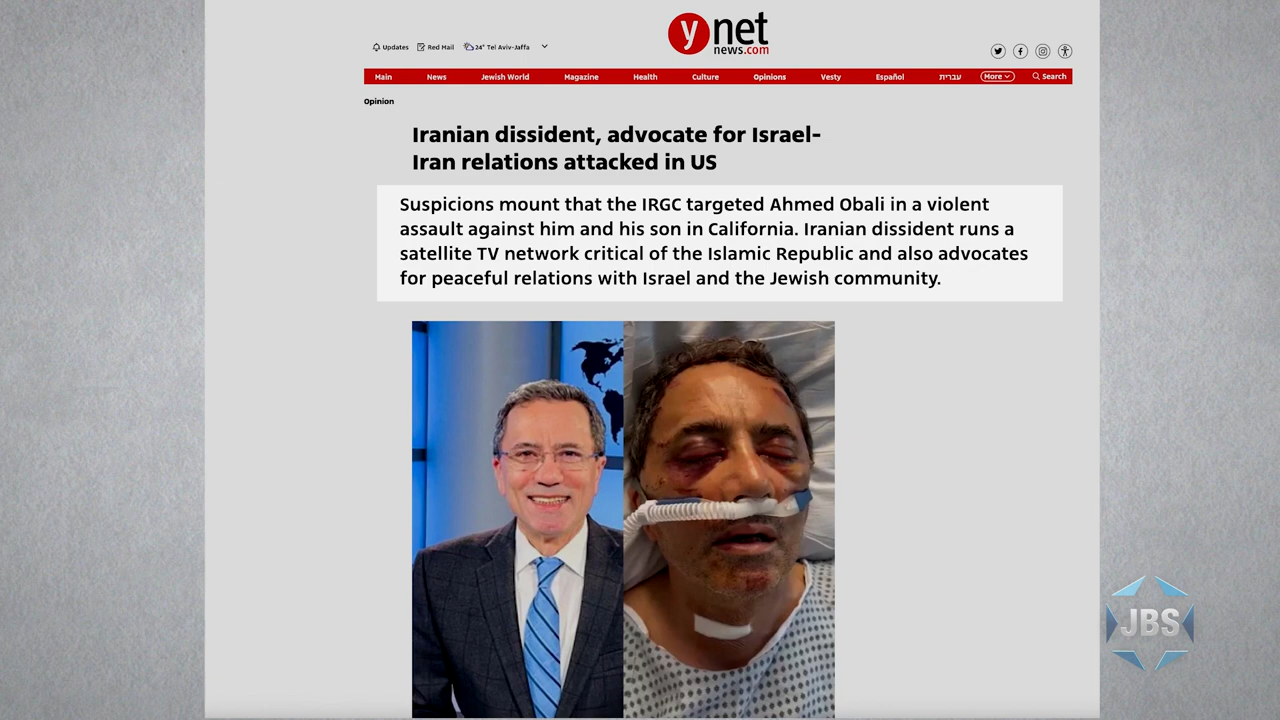 y net
news.com
Updates Red Mail 24° Tel Aviv-Jaffa
Main News Jewish World Magazine Health Culture Opinions Vesty Español עברית More Search
Opinion
Iranian dissident, advocate for Israel-
Iran relations attacked in US
Suspicions mount that the IRGC targeted Ahmed Obali in a violent
assault against him and his son in California. Iranian dissident runs a
satellite TV network critical of the Islamic Republic and also advocates
for peaceful relations with Israel and the Jewish community.
JBS